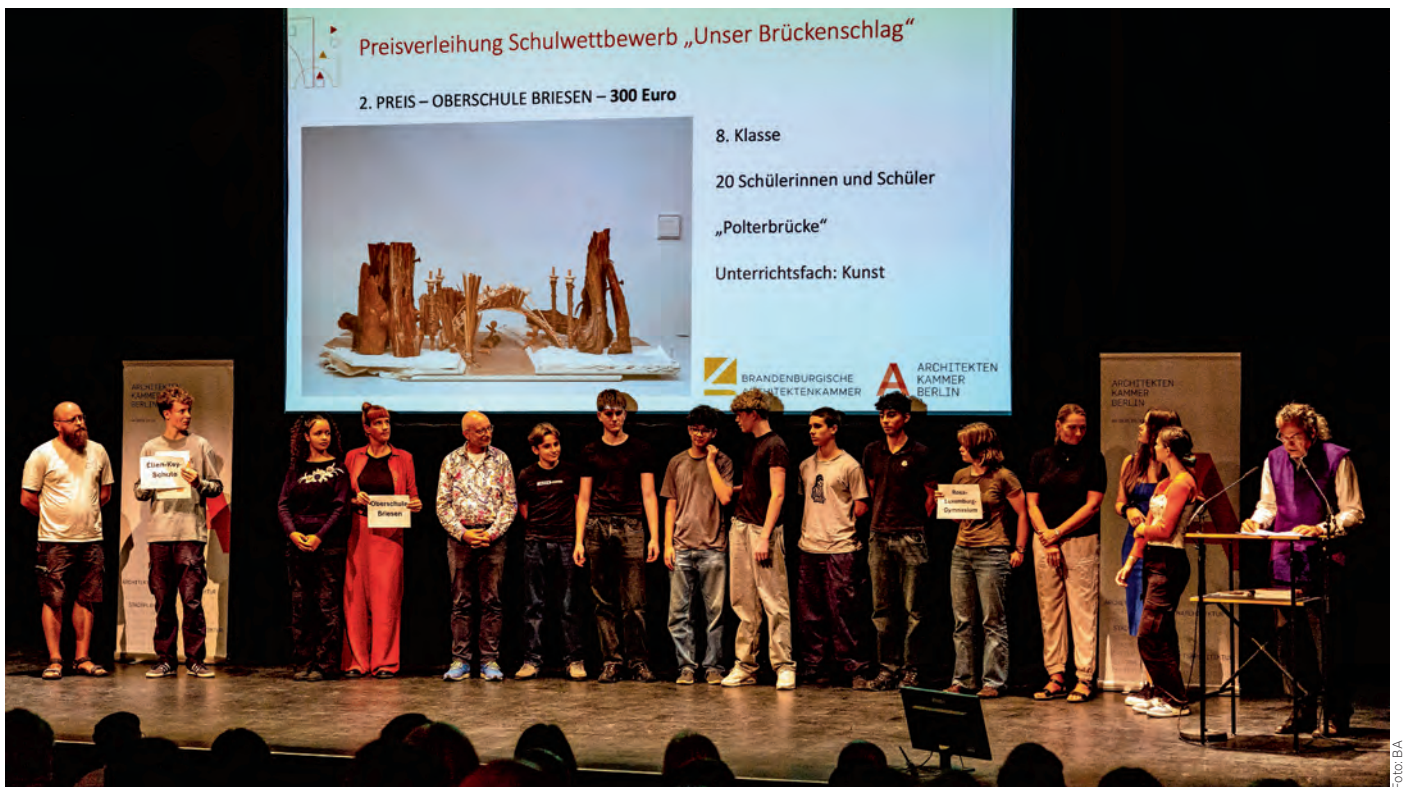 Preisverleihung Schulwettbewerb „Unser Brückenschlag“
2. PREIS – OBERSCHULE BRIESEN – 300 Euro
8. Klasse
20 Schülerinnen und Schüler
„Polterbrücke“
Unterrichtsfach: Kunst
BRANDENBURGISCHE
ARCHITEKTENKAMMER
ARCHITEKTEN
KAMMER
BERLIN
ARCHITEKTEN
KAMMER
BERLIN
ARCHITEKTEN
KAMMER
BERLIN
Ellen-Key-
Schule
Oberschule
Briesen
Rosa-
Luxemburg-
Gymnasium
Foto: BA